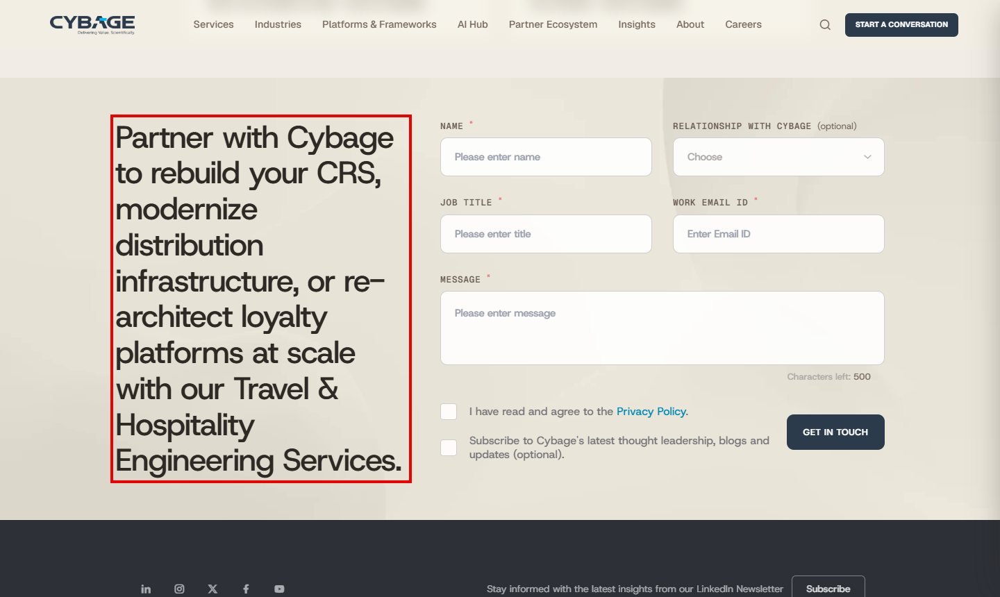 CYBAGE
Delivering Value. Scientifically.
Services Industries Platforms & Frameworks AI Hub Partner Ecosystem Insights About Careers
START A CONVERSATION
Partner with Cybage
to rebuild your CRS,
modernize
distribution
infrastructure, or re-
architect loyalty
platforms at scale
with our Travel &
Hospitality
Engineering Services.
NAME *
Please enter name
RELATIONSHIP WITH CYBAGE (optional)
Choose
JOB TITLE *
Please enter title
WORK EMAIL ID *
Enter Email ID
MESSAGE *
Please enter message
Characters left: 500
I have read and agree to the Privacy Policy.
Subscribe to Cybage's latest thought leadership, blogs and
updates (optional).
GET IN TOUCH
Stay informed with the latest insights from our LinkedIn Newsletter
Subscribe